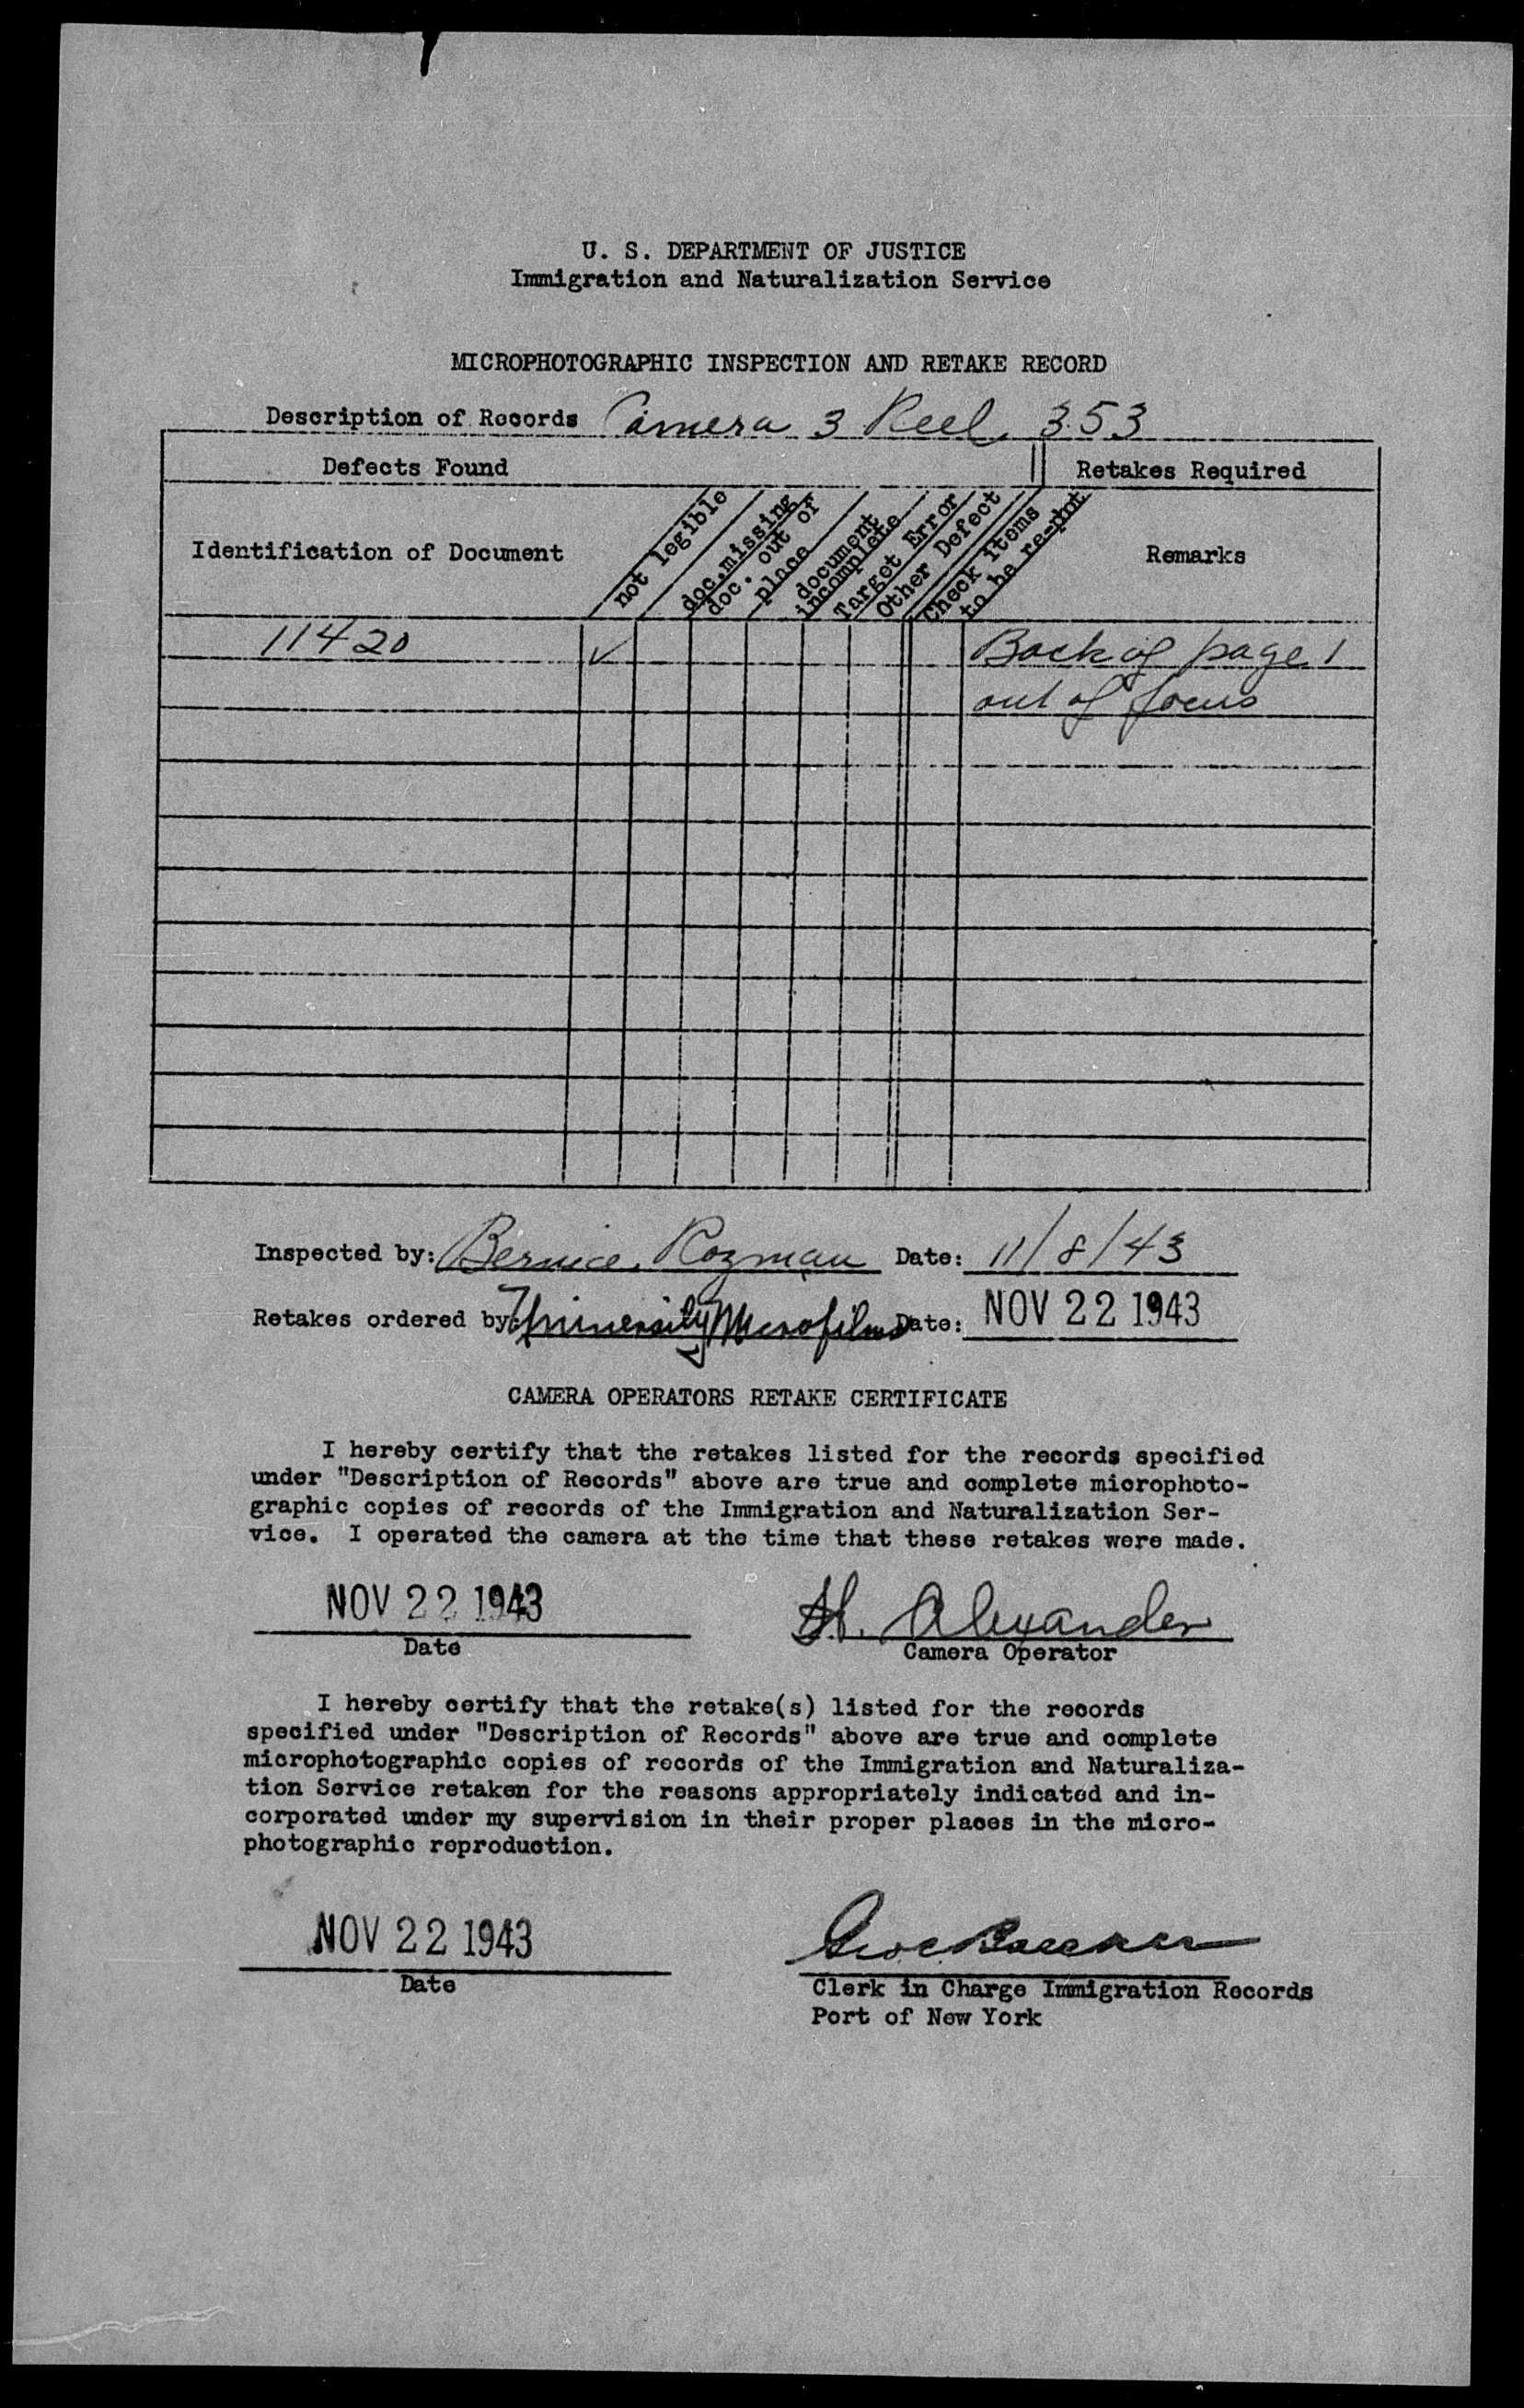 U. S. DEPARTMENT OF JUSTICE
Immigration and Naturalization Service
MICROPHOTOGRAPHIC INSPECTION AND RETAKE RECORD
Description of Records Camera 3 Reel 353
Defects Found
Retakes Required
Identification of Document
not legible
doc.missing
doc. out of
place
document
incomplete
Target Error
Other Defect
Check items
to be re-phot
Remarks
11420 ✓ Back of page 1
out of focus
Inspected by: Bernice Rozman Date: 11/8/43
Retakes ordered by: University Microfilms Date: NOV 22 1943
CAMERA OPERATORS RETAKE CERTIFICATE
I hereby certify that the retakes listed for the records specified
under "Description of Records" above are true and complete microphoto-
graphic copies of records of the Immigration and Naturalization Ser-
vice. I operated the camera at the time that these retakes were made.
NOV 22 1943 H. Alexander
Date Camera Operator
I hereby certify that the retake(s) listed for the records
specified under "Description of Records" above are true and complete
microphotographic copies of records of the Immigration and Naturaliza-
tion Service retaken for the reasons appropriately indicated and in-
corporated under my supervision in their proper places in the micro-
photographic reproduction.
NOV 22 1943
Date Clerk in Charge Immigration Records
Port of New York